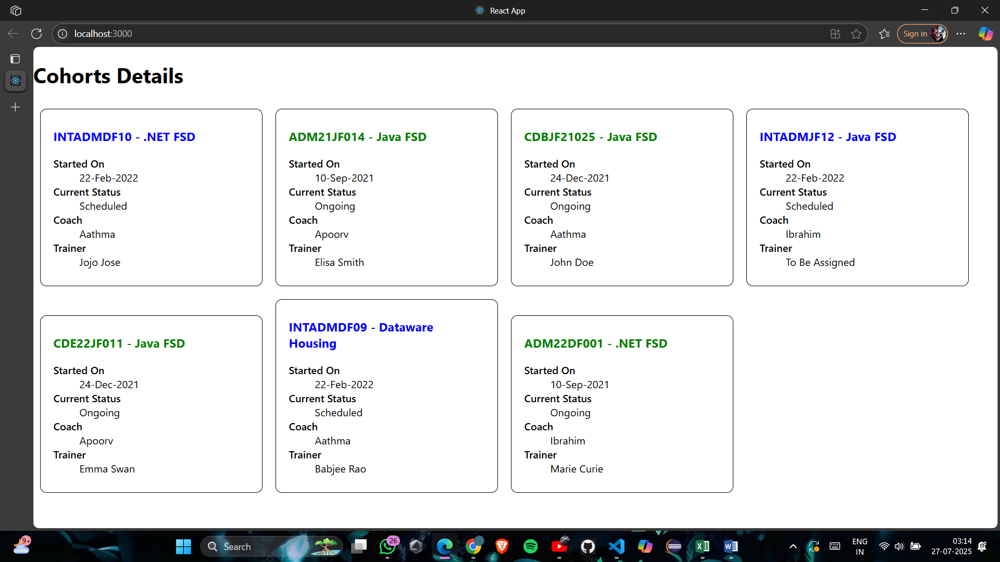 React App
localhost:3000
Sign in
Cohorts Details
INTADMDF10 - .NET FSD
Started On
22-Feb-2022
Current Status
Scheduled
Coach
Aathma
Trainer
Jojo Jose
ADM21JF014 - Java FSD
Started On
10-Sep-2021
Current Status
Ongoing
Coach
Apoorv
Trainer
Elisa Smith
CDBJF21025 - Java FSD
Started On
24-Dec-2021
Current Status
Ongoing
Coach
Aathma
Trainer
John Doe
INTADMJF12 - Java FSD
Started On
22-Feb-2022
Current Status
Scheduled
Coach
Ibrahim
Trainer
To Be Assigned
CDE22JF011 - Java FSD
Started On
24-Dec-2021
Current Status
Ongoing
Coach
Apoorv
Trainer
Emma Swan
INTADMDF09 - Dataware
Housing
Started On
22-Feb-2022
Current Status
Scheduled
Coach
Aathma
Trainer
Babjee Rao
ADM22DF001 - .NET FSD
Started On
10-Sep-2021
Current Status
Ongoing
Coach
Ibrahim
Trainer
Marie Curie
9+
Search
26
ENG
IN
03:14
27-07-2025